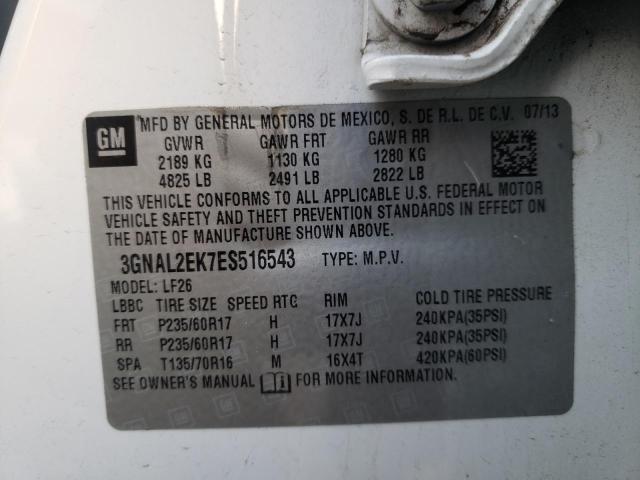 GM MFD BY GENERAL MOTORS DE MEXICO, S. DE R.L. DE C.V. 07/13
GVWR GAWR FRT GAWR RR
2189 KG 1130 KG 1280 KG
4825 LB 2491 LB 2822 LB
THIS VEHICLE CONFORMS TO ALL APPLICABLE U.S. FEDERAL MOTOR
VEHICLE SAFETY AND THEFT PREVENTION STANDARDS IN EFFECT ON
THE DATE OF MANUFACTURE SHOWN ABOVE.
3GNAL2EK7ES516543 TYPE: M.P.V.
MODEL: LF26
LBBC TIRE SIZE SPEED RTG RIM COLD TIRE PRESSURE
FRT P235/60R17 H 17X7J 240KPA(35PSI)
RR P235/60R17 H 17X7J 240KPA(35PSI)
SPA T135/70R16 M 16X4T 420KPA(60PSI)
SEE OWNER'S MANUAL FOR MORE INFORMATION.